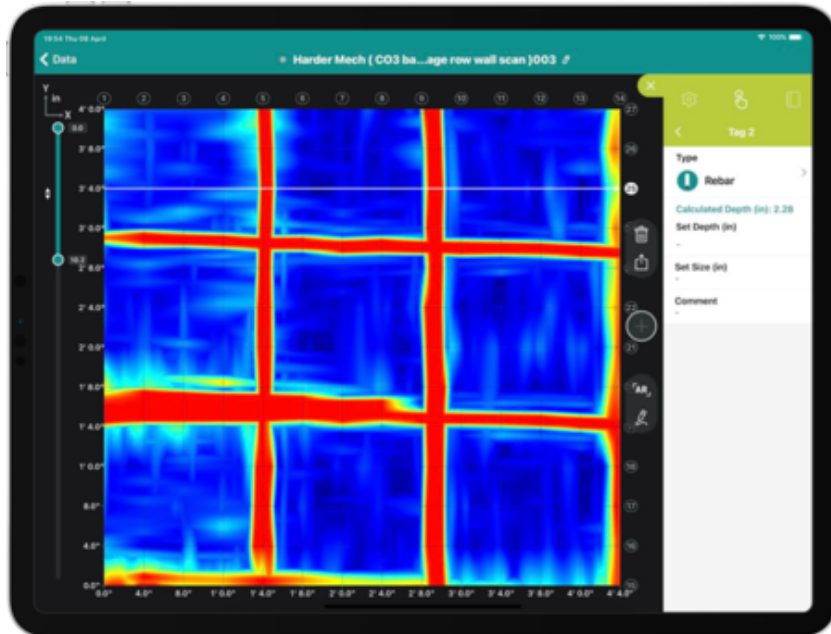 19:54 Thu 08 April
100%
Data
Harder Mech ( CO3 ba...age row wall scan )003
Y
in
X
1 2 3 4 5 6 7 8 9 10 11 12 13 14
4' 0.0"
27
0.0
3' 8.0"
26
3' 4.0"
25
3' 0.0"
10.2
2' 8.0"
2' 4.0"
22
2' 0.0"
21
1' 8.0"
1' 4.0"
1' 0.0"
18
8.0"
17
4.0"
16
0.0"
15
0.0" 4.0" 8.0" 1' 0.0" 1' 4.0" 1' 8.0" 2' 0.0" 2' 4.0" 2' 8.0" 3' 0.0" 3' 4.0" 3' 8.0" 4' 0.0" 4' 4.0"
AR
Tag 2
Type
Rebar
Calculated Depth (in): 2.28
Set Depth (in)
-
Set Size (in)
-
Comment
-